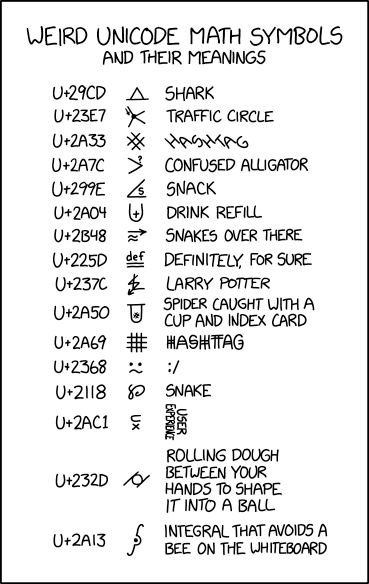 WEIRD UNICODE MATH SYMBOLS
AND THEIR MEANINGS
U+29CD ⧍ SHARK
U+23E7 ⏧ TRAFFIC CIRCLE
U+2A33 ⨳ HASHTAG
U+2A7C ⩼ CONFUSED ALLIGATOR
U+299E ⦞ SNACK
U+2A04 ⨄ DRINK REFILL
U+2B48 ⭈ SNAKES OVER THERE
U+225D ≝ DEFINITELY, FOR SURE
U+237C ⍼ LARRY POTTER
U+2A50 ⩐ SPIDER CAUGHT WITH A
CUP AND INDEX CARD
U+2A69 ⩩ HASHTAG
U+2368 ⍨ :/
U+2118 ℘ SNAKE
U+2AC1 ⫁ USER
EXPERIENCE
U+232D ⌭ ROLLING DOUGH
BETWEEN YOUR
HANDS TO SHAPE
IT INTO A BALL
U+2A13 ⨓ INTEGRAL THAT AVOIDS A
BEE ON THE WHITEBOARD